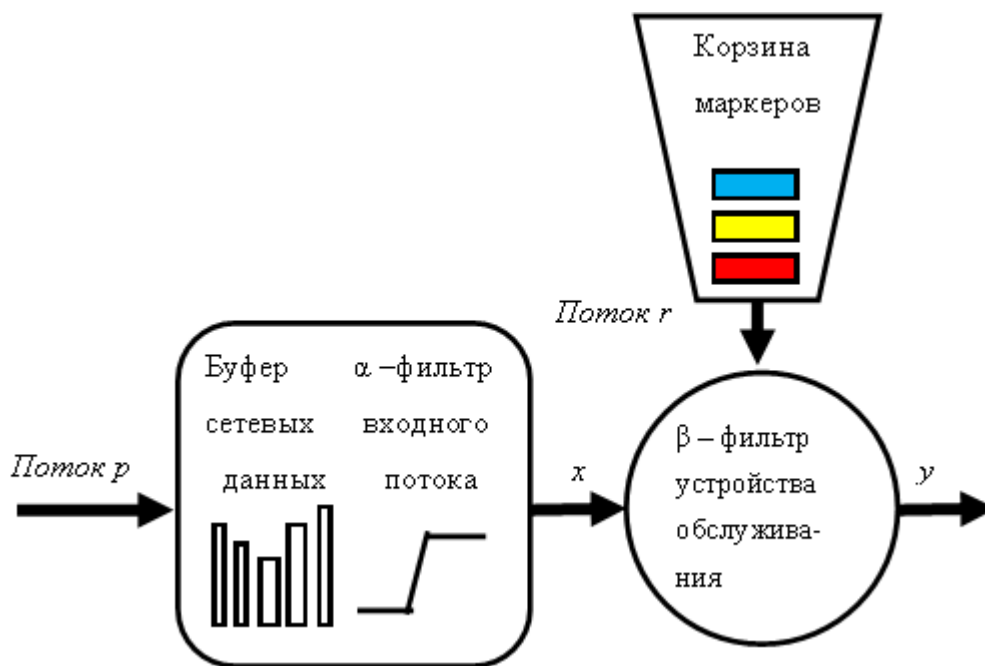 Корзина
маркеров
Поток r
Буфер
сетевых
данных
α –фильтр
входного
потока
Поток p
x
β – фильтр
устройства
обслужива-
ния
y